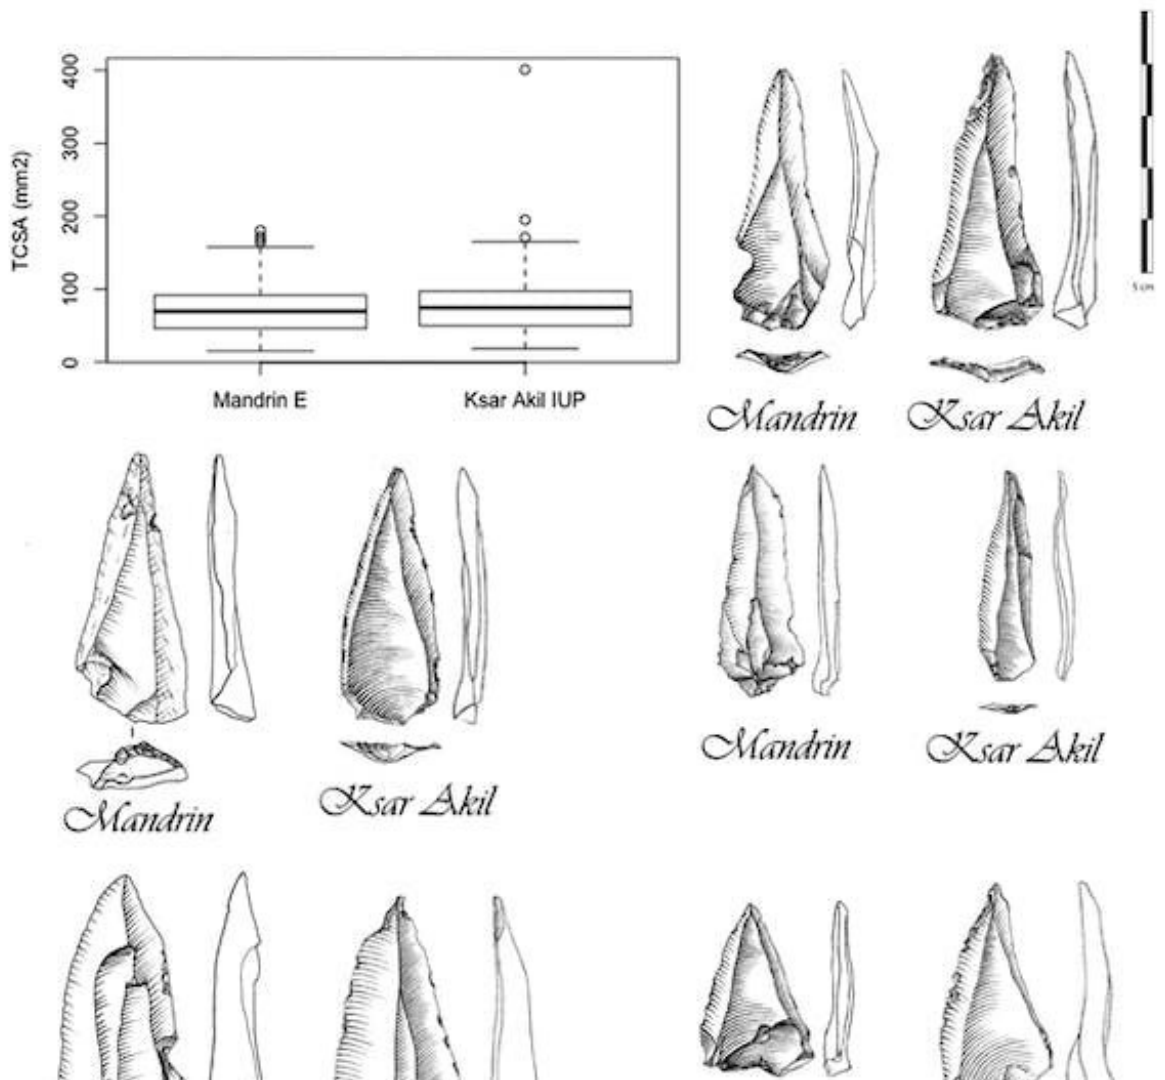 400
300
200
100
0
TCSA (mm2)
Mandrin E
Ksar Akil IUP
5 cm
Mandrin
Ksar Akil
Mandrin
Ksar Akil
Mandrin
Ksar Akil